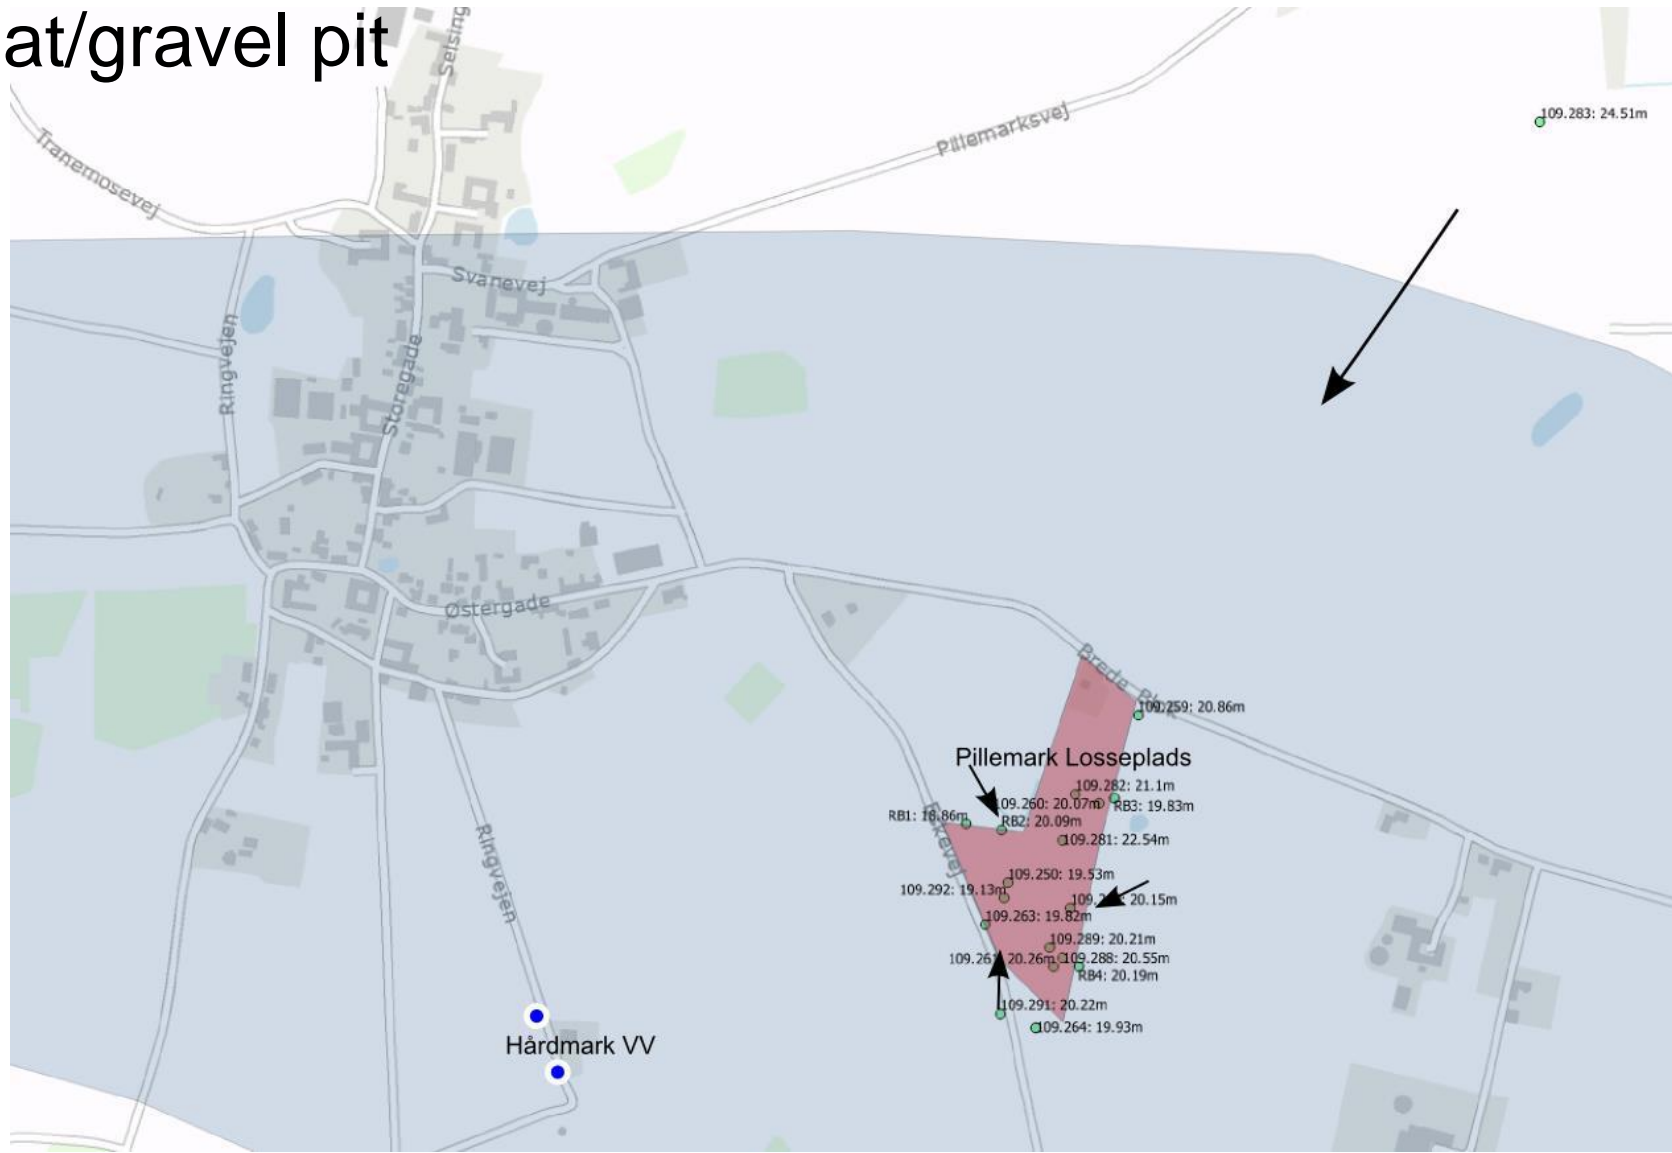 at/gravel pit
Selsing
Tranemosevej
Pillemarksvej
109.283: 24.51m
Svanevej
Ringvejen
Storegade
Østergade
Brede
109.259: 20.86m
Pillemark Losseplads
109.282: 21.1m
109.260: 20.07m
RB3: 19.83m
RB1: 18.86m
RB2: 20.09m
109.281: 22.54m
Ringvejen
109.250: 19.53m
109.292: 19.13m
20.15m
109.263: 19.82m
109.289: 20.21m
20.26m
109.288: 20.55m
RB4: 20.19m
109.291: 20.22m
109.264: 19.93m
Hårdmark VV